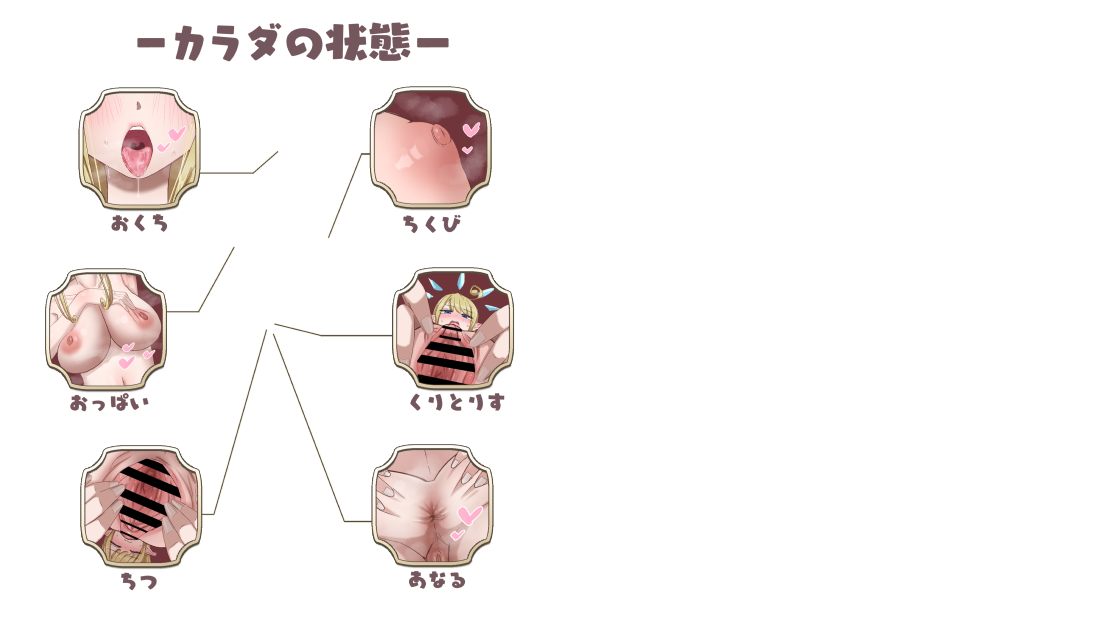 ーカラダの状態ー
おくち
ちくび
おっぱい
くりとりす
ちつ
あなる